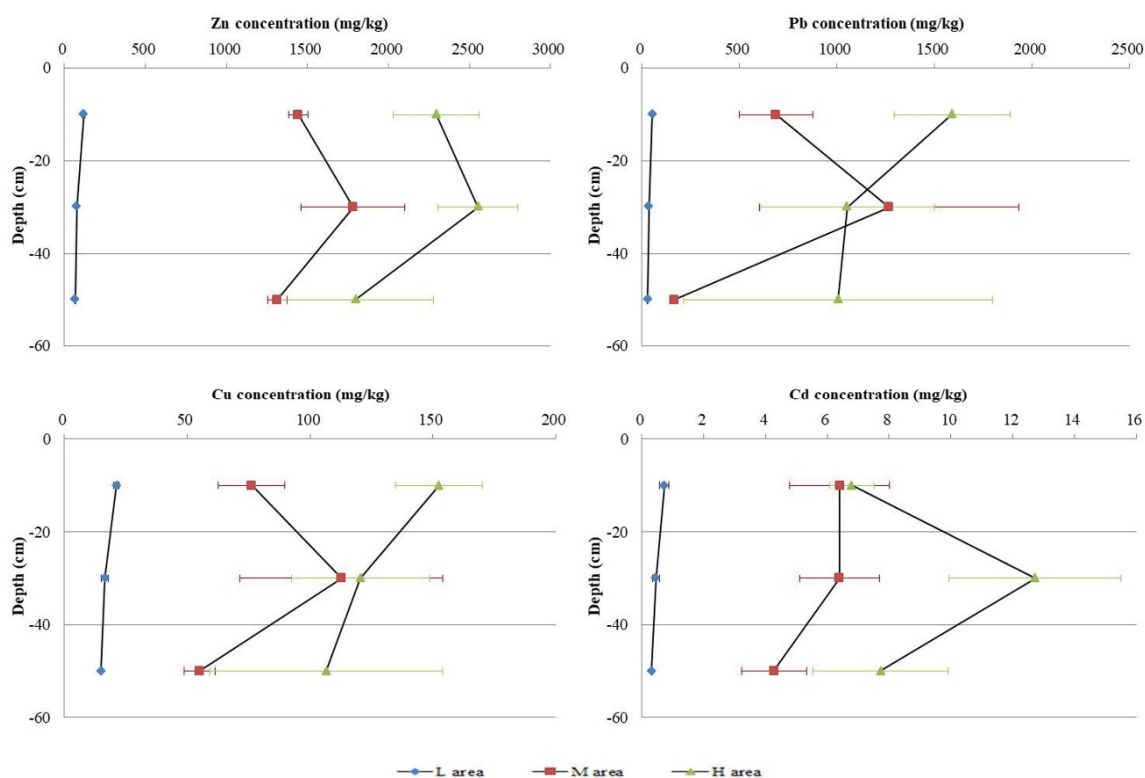 Zn concentration (mg/kg)
0 500 1000 1500 2000 2500 3000
0
-20
-40
-60
Depth (cm)
Pb concentration (mg/kg)
500 1000 1500 2000 2500
0
-20
-40
-60
Depth (cm)
Cu concentration (mg/kg)
0 50 100 150 200
0
-20
-40
-60
Depth (cm)
Cd concentration (mg/kg)
0 2 4 6 8 10 12 14 16
0
-20
-40
-60
Depth (cm)
L area M area H area